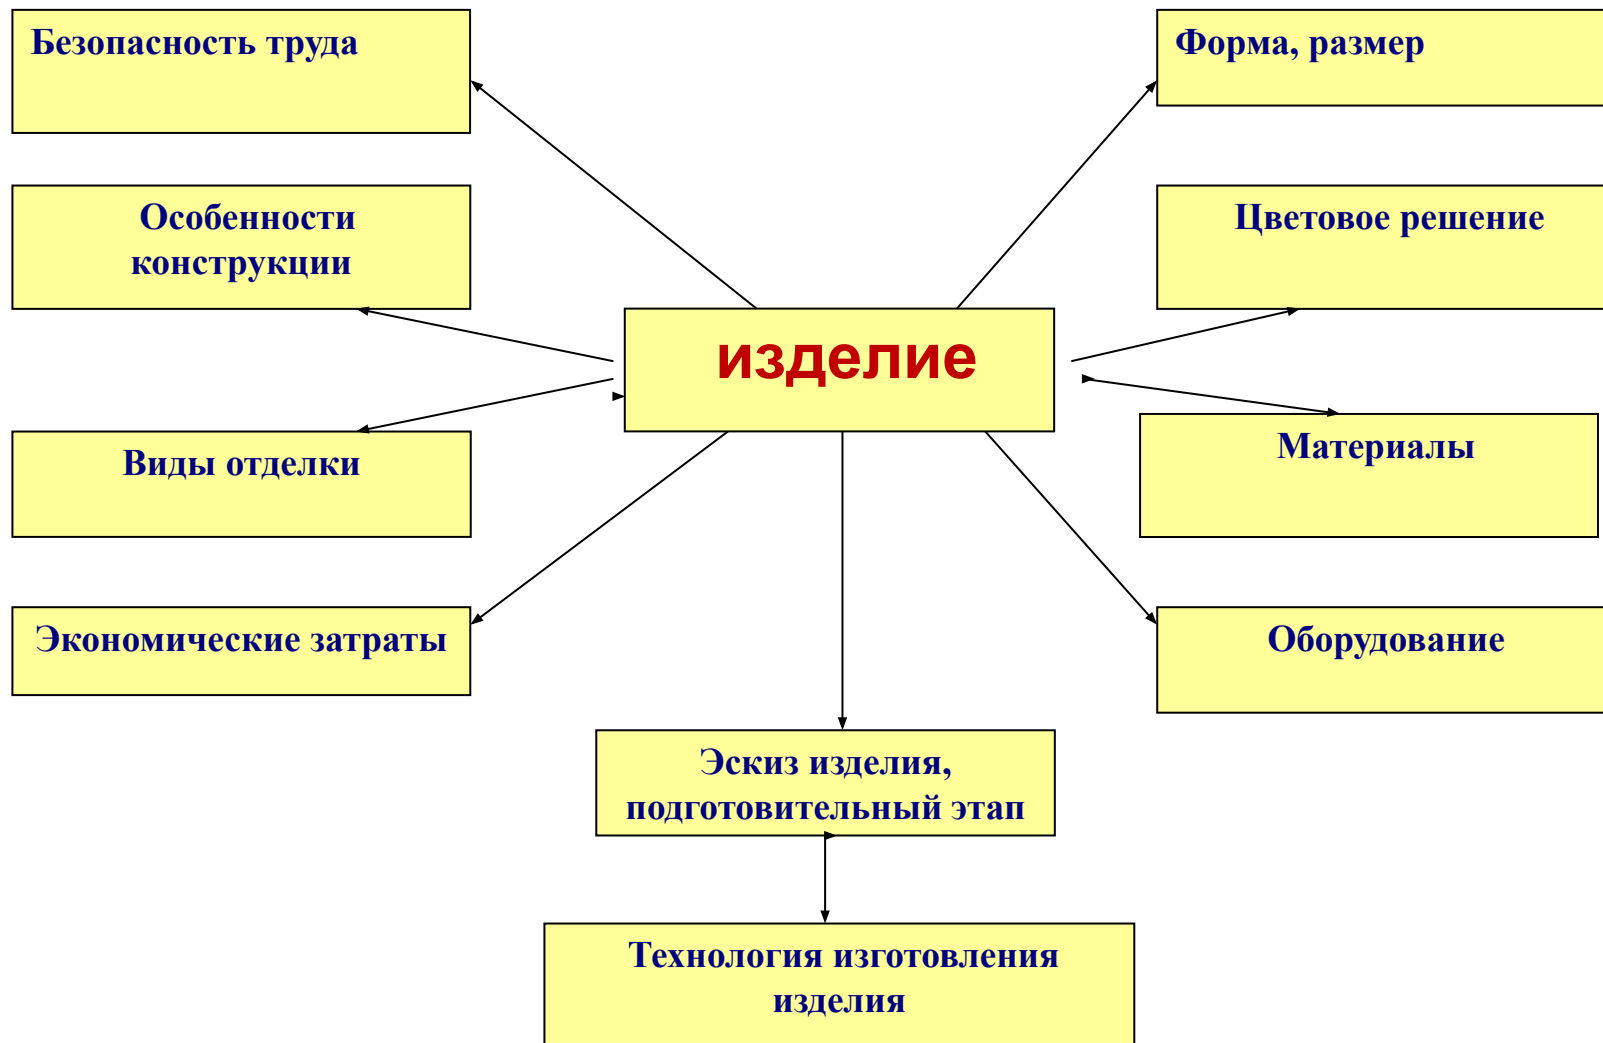 Безопасность труда
Форма, размер
Особенности
конструкции
Цветовое решение
изделие
Виды отделки
Материалы
Экономические затраты
Оборудование
Эскиз изделия,
подготовительный этап
Технология изготовления
изделия